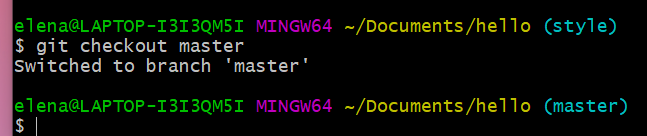 elena@LAPTOP-I3I3QM5I MINGW64 ~/Documents/hello (style)
$ git checkout master
Switched to branch 'master'
elena@LAPTOP-I3I3QM5I MINGW64 ~/Documents/hello (master)
$